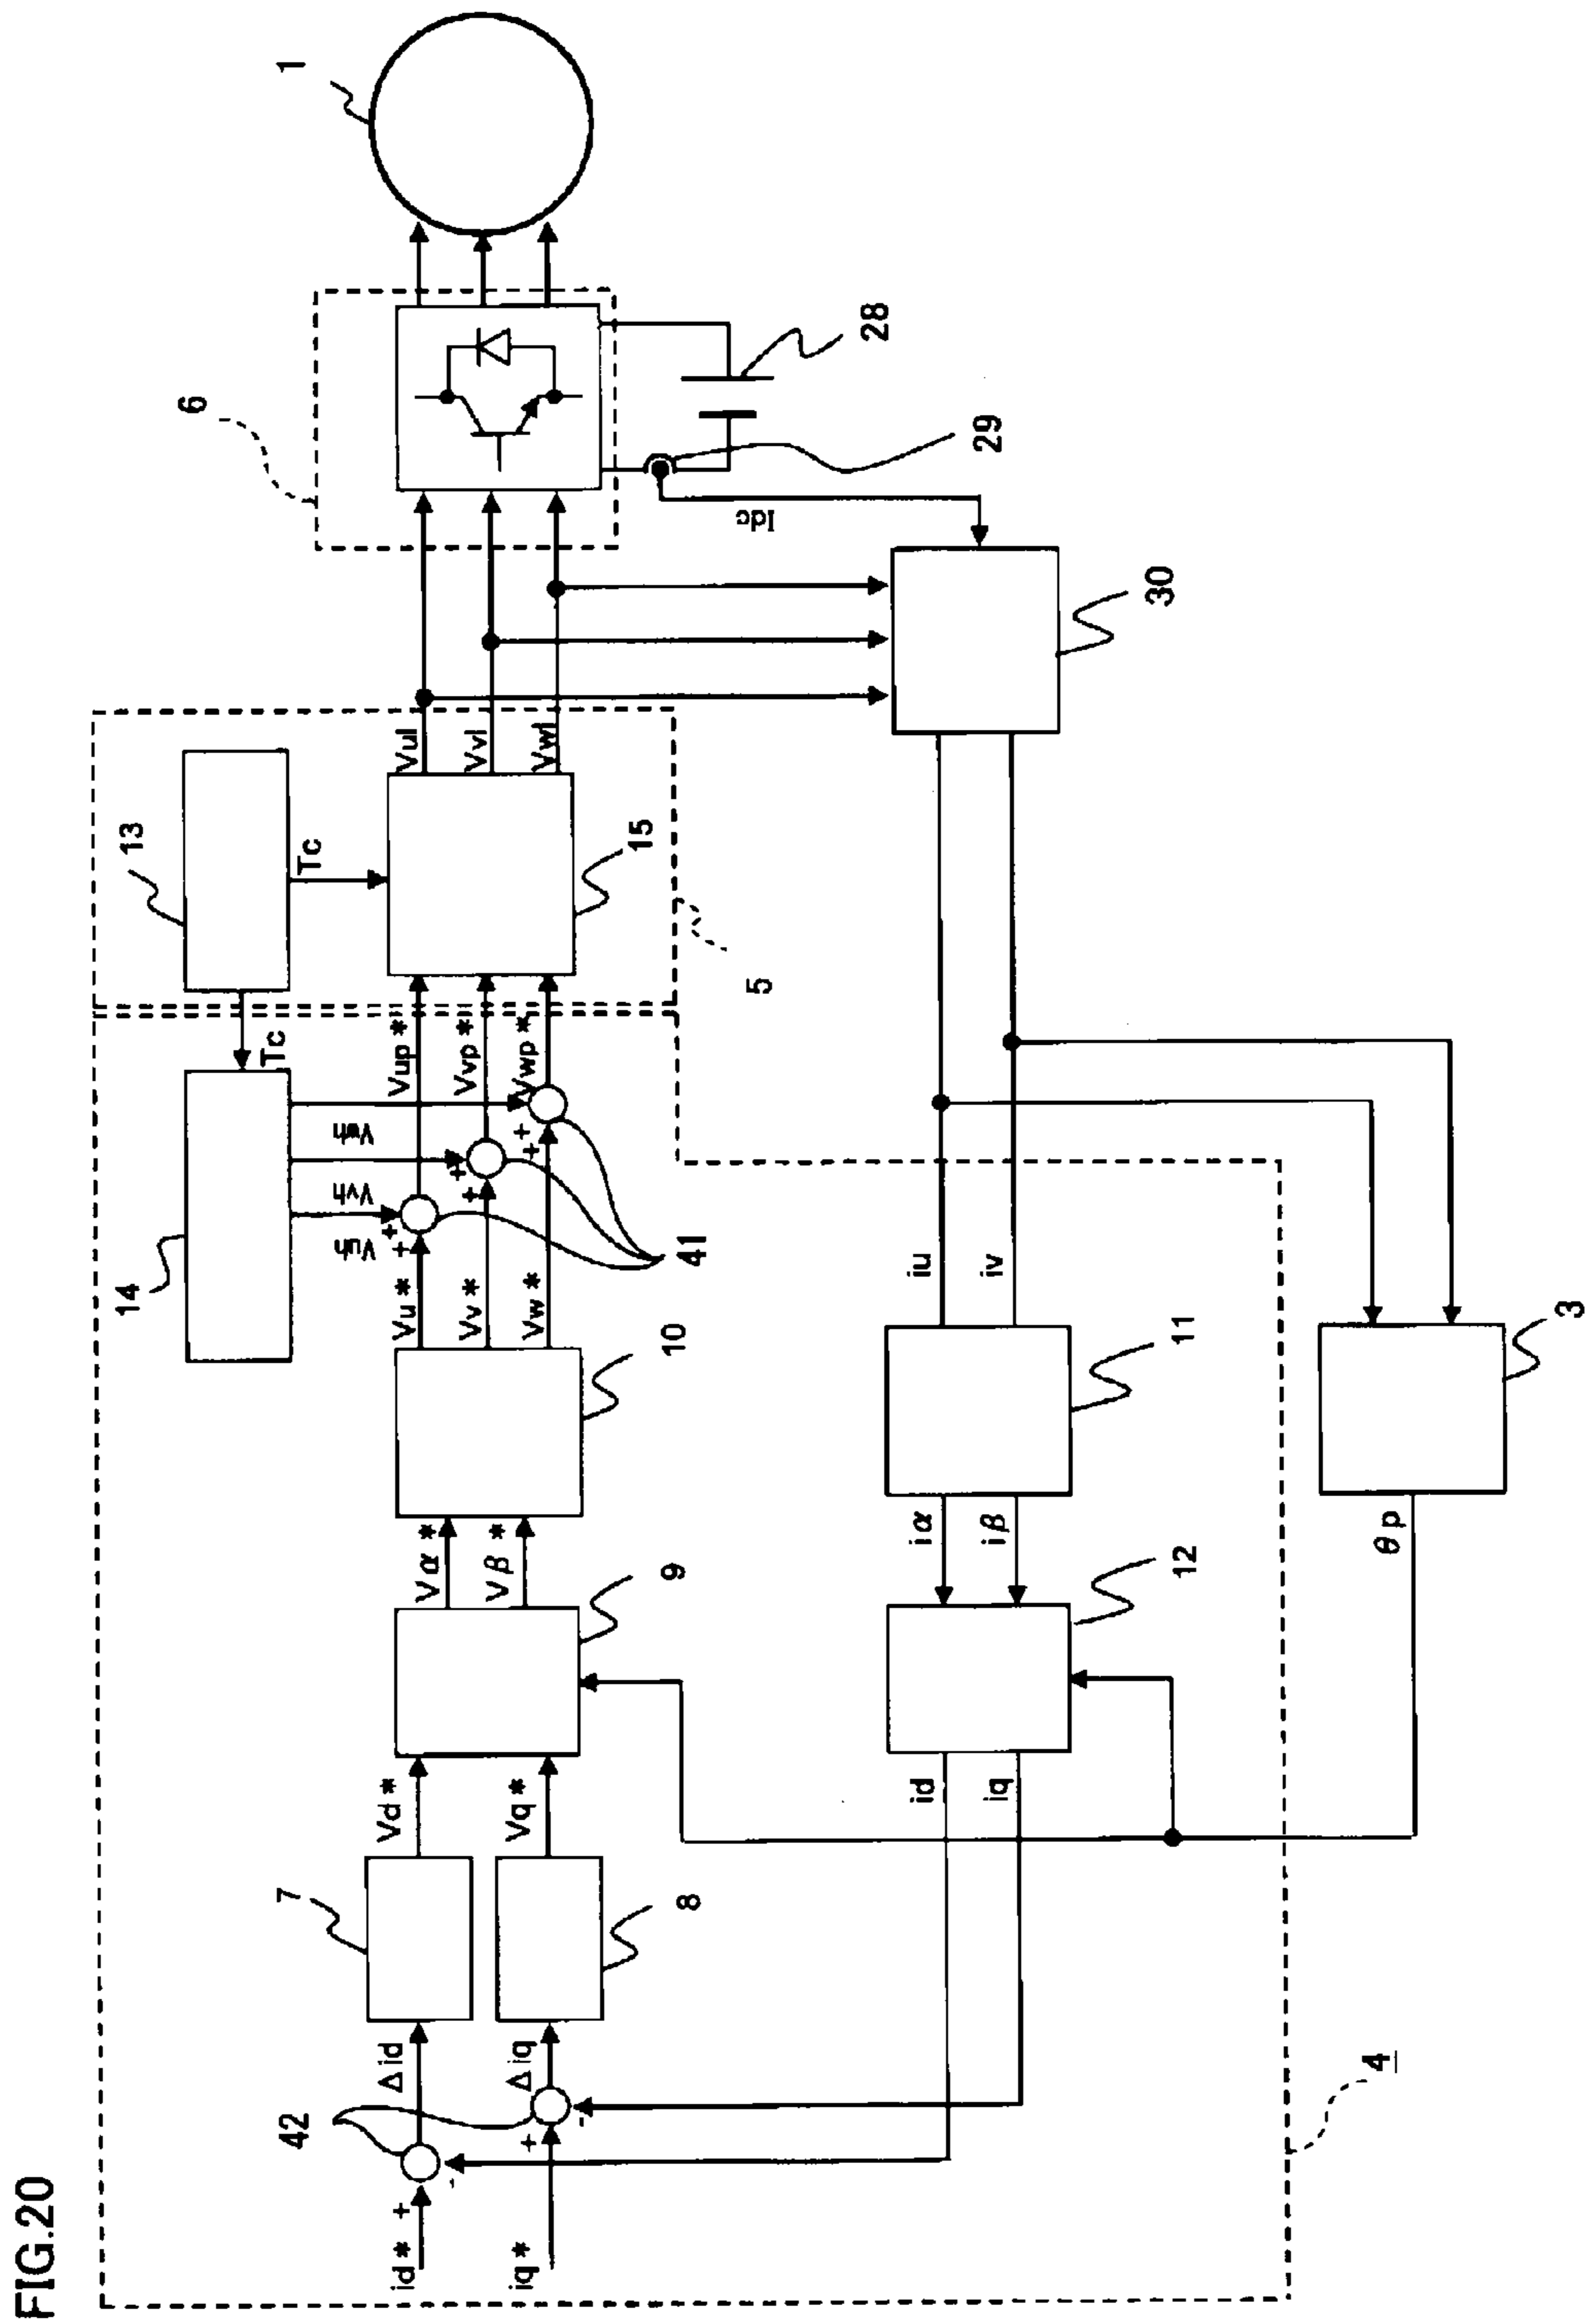 FIG.20
id*
+
-
iq*
+
-
42
Δid
Δiq
7
8
Vd*
Vq*
9
Vα*
Vβ*
10
Vu*
Vv*
Vw*
14
Tc
Vuh
Vvh
Vwh
+
+
+
+
+
+
41
Vup*
Vvp*
Vwp*
13
Tc
15
5
Vul
Vvl
Vwl
6
1
28
29
Idc
30
iu
iv
11
iα
iβ
12
id
iq
3
θp
4